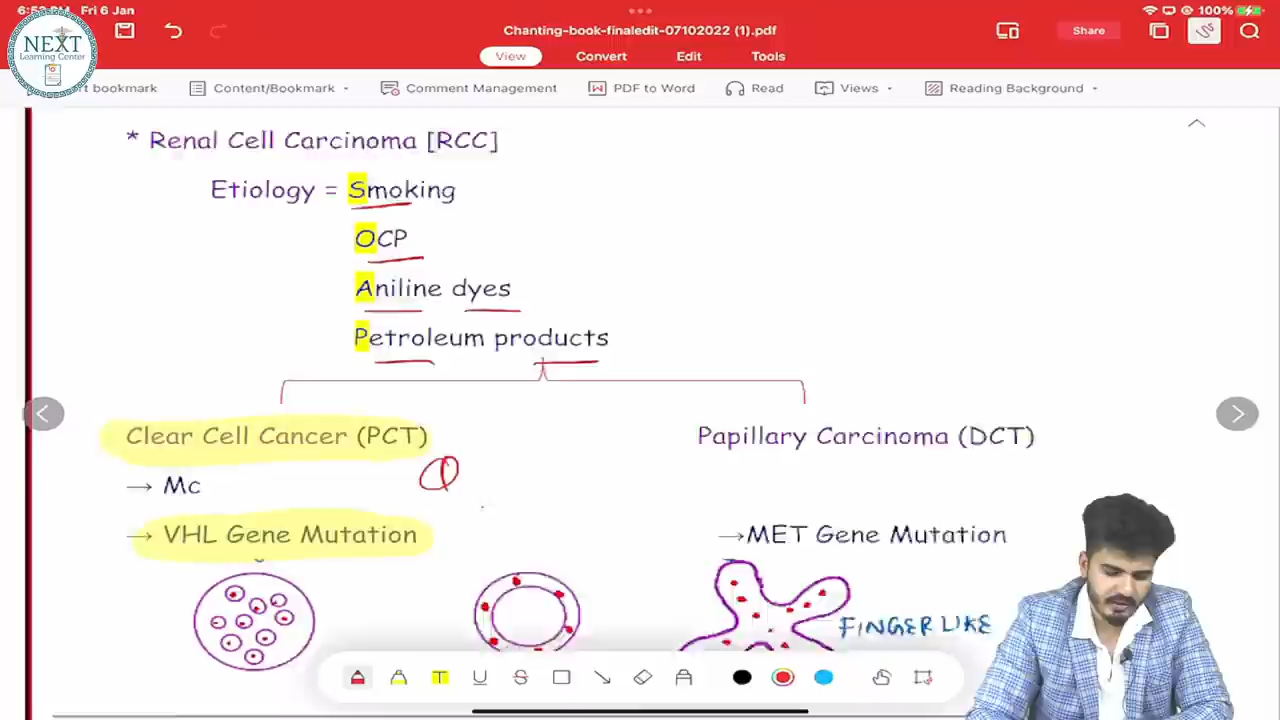 6:53 PM Fri 6 Jan
100%
NEXT
Learning Center
Chanting-book-finaledit-07102022 (1).pdf
Share
View Convert Edit Tools
rt bookmark Content/Bookmark Comment Management PDF to Word Read Views Reading Background
* Renal Cell Carcinoma [RCC]
Etiology = Smoking
OCP
Aniline dyes
Petroleum products
Clear Cell Cancer (PCT) Papillary Carcinoma (DCT)
1
→ Mc
→ VHL Gene Mutation →MET Gene Mutation
FINGER LIKE
T U S